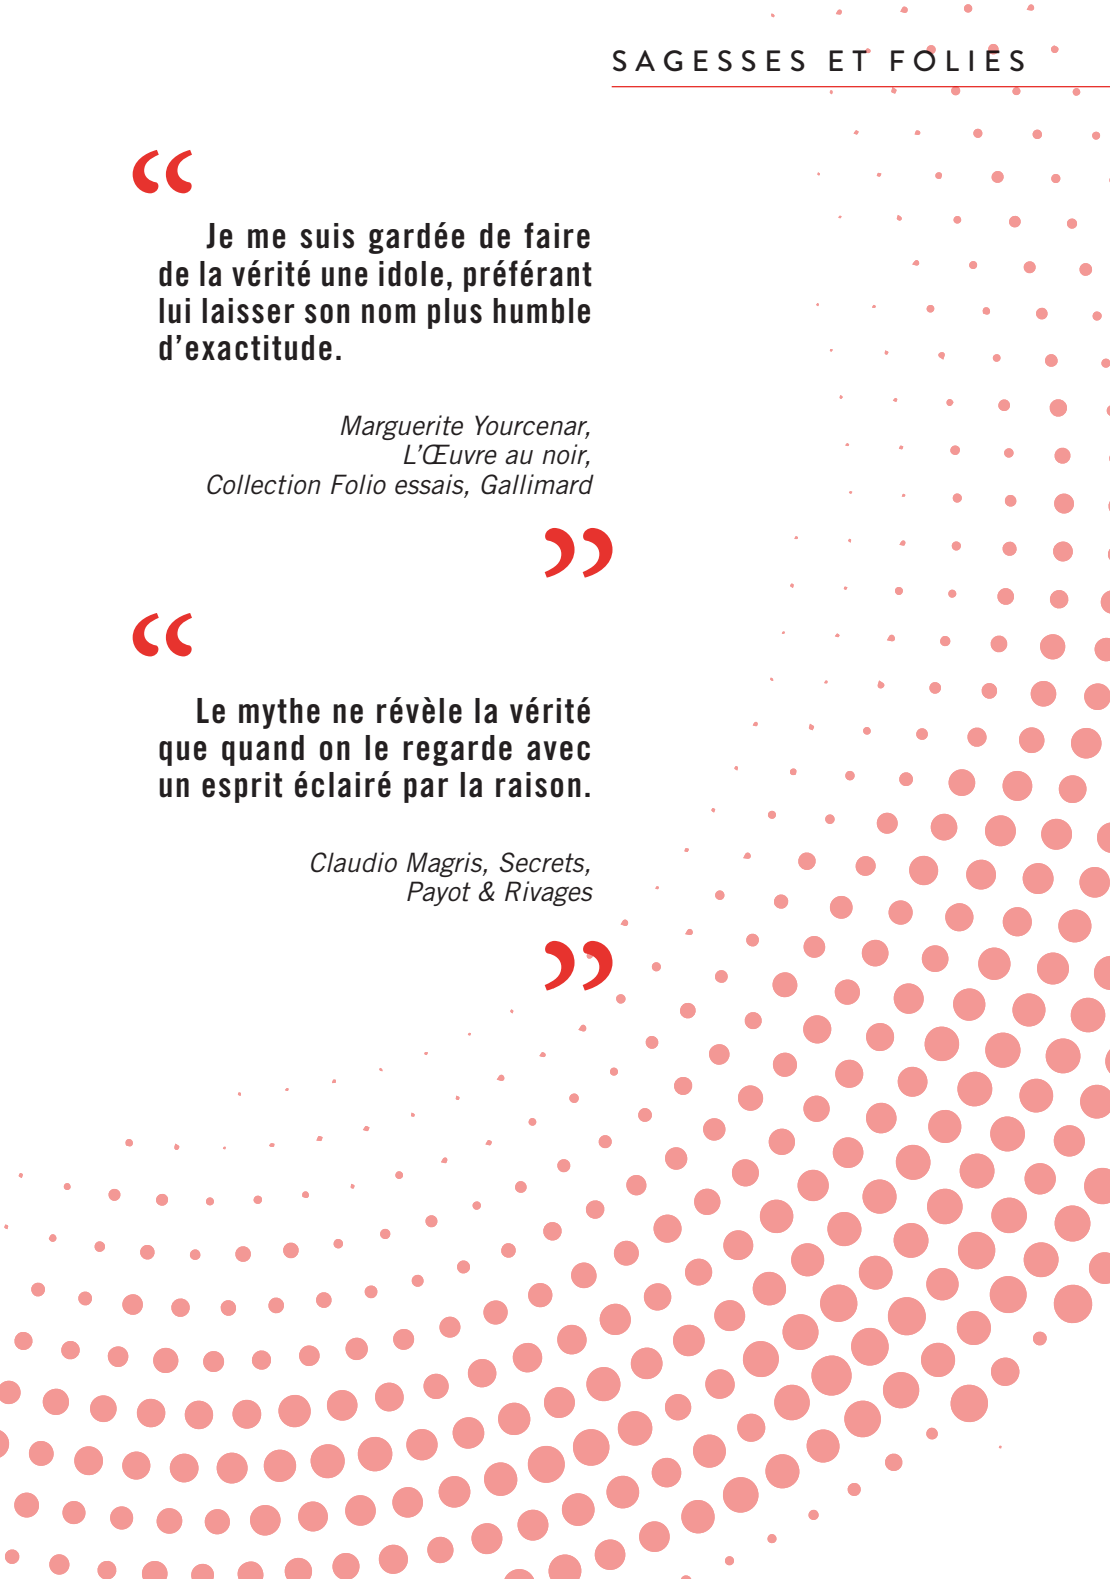 SAGESSES ET FOLIES
“
Je me suis gardée de faire
de la vérité une idole, préférant
lui laisser son nom plus humble
d’exactitude.
Marguerite Yourcenar,
L’Œuvre au noir,
Collection Folio essais, Gallimard
”
“
Le mythe ne révèle la vérité
que quand on le regarde avec
un esprit éclairé par la raison.
Claudio Magris, Secrets,
Payot & Rivages
”